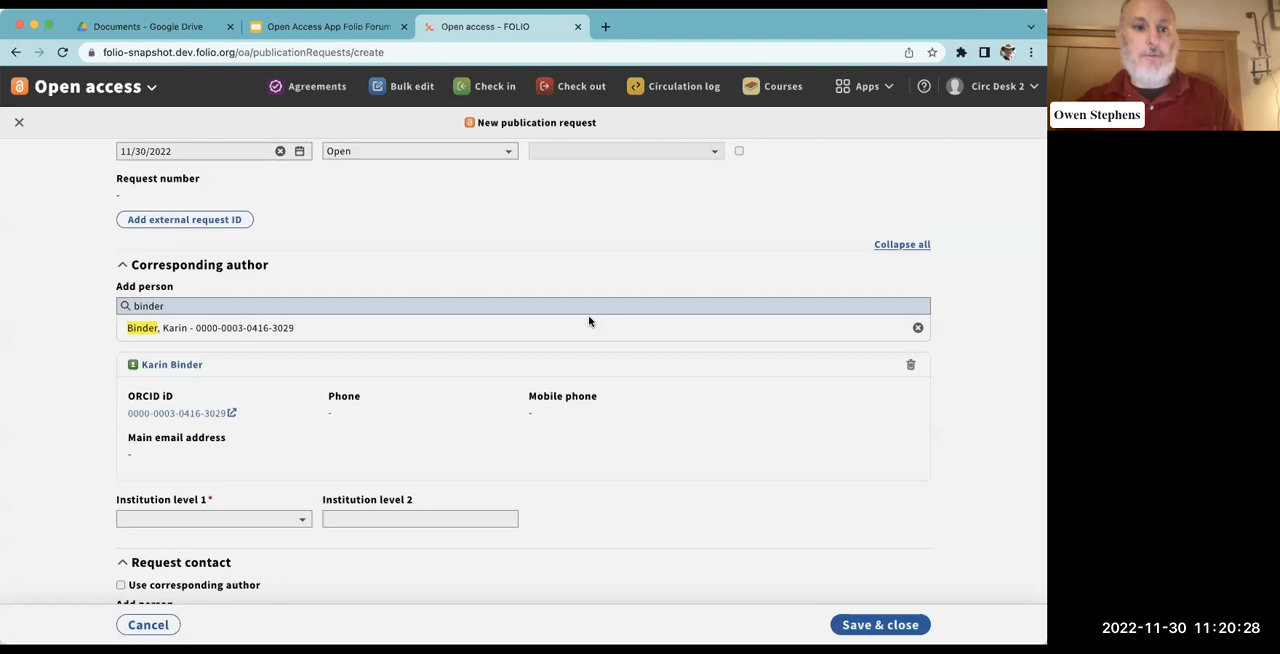 Documents - Google Drive
Open Access App Folio Forum
Open access - FOLIO
folio-snapshot.dev.folio.org/oa/publicationRequests/create
Open access
Agreements
Bulk edit
Check in
Check out
Circulation log
Courses
Apps
Circ Desk 2
Owen Stephens
New publication request
11/30/2022
Open
Request number
-
Add external request ID
Collapse all
Corresponding author
Add person
binder
Binder, Karin - 0000-0003-0416-3029
Karin Binder
ORCID iD Phone Mobile phone
0000-0003-0416-3029 - -
Main email address
-
Institution level 1* Institution level 2
Request contact
Use corresponding author
Add person
Cancel
Save & close
2022-11-30 11:20:28